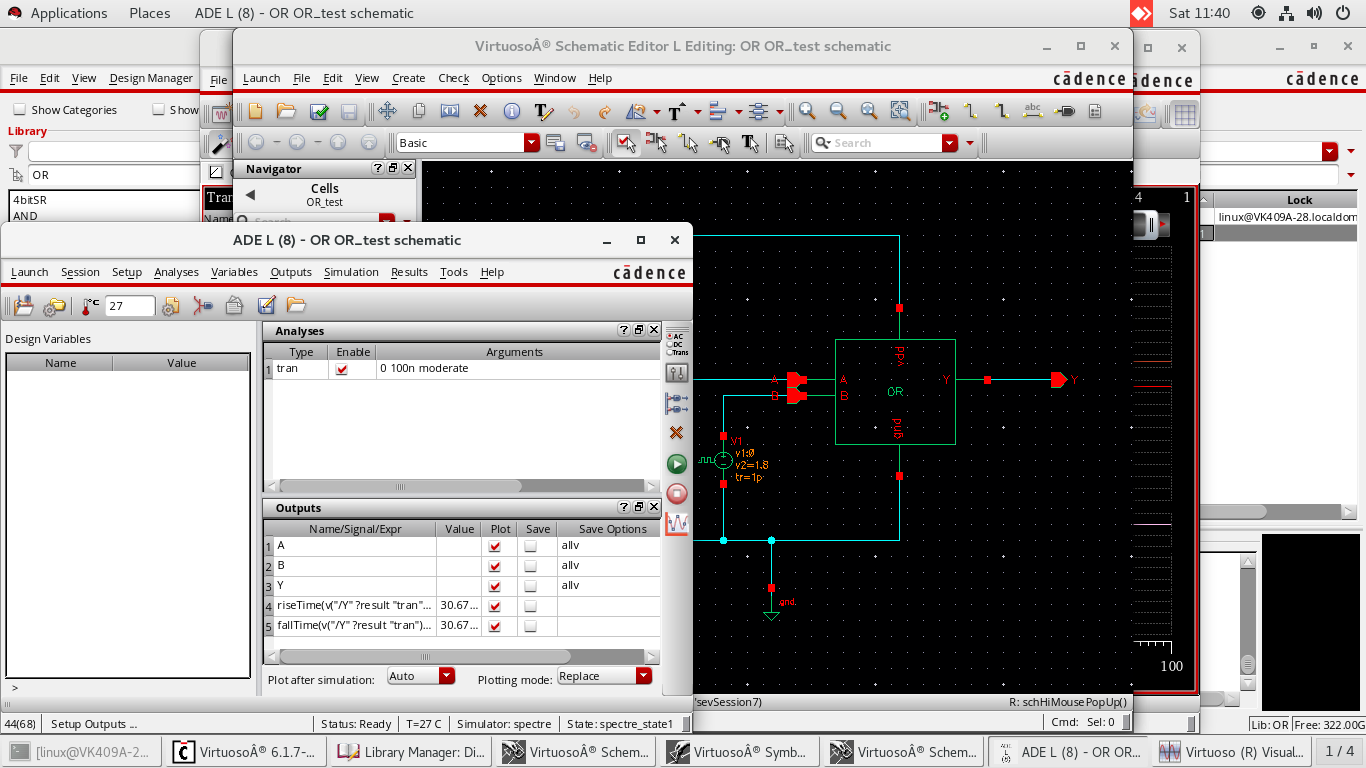 Applications Places ADE L (8) - OR OR_test schematic Sat 11:40
VirtuosoÂ® Schematic Editor L Editing: OR OR_test schematic
File Edit View Design Manager
File
Launch File Edit View Create Check Options Window Help cādence
cādence
cādence
Show Categories
Show
Library
OR
4bitSR
AND
Basic
Search
Navigator
Cells
OR_test
Tran
Name
4 1
Lock
linux@VK409A-28.localdom
1
ADE L (8) - OR OR_test schematic
Launch Session Setup Analyses Variables Outputs Simulation Results Tools Help cādence
°C 27
Design Variables
Name Value
>
Analyses
Type Enable Arguments
1 tran 0 100n moderate
AC
DC
Trans
Outputs
Name/Signal/Expr Value Plot Save Save Options
1 A allv
2 B allv
3 Y allv
4 riseTime(v("/Y" ?result "tran"... 30.67...
5 fallTime(v("/Y" ?result "tran")... 30.67...
Plot after simulation: Auto Plotting mode: Replace
44(68) Setup Outputs ... Status: Ready T=27 C Simulator: spectre State: spectre_state1
vdd
A A OR Y Y
B B
gnd
V1
v1:0
v2=1.8
tr=1p
gnd
100
'sevSession7) R: schHiMousePopUp()
Cmd: Sel: 0
Lib: OR Free: 322.00G
[linux@VK409A-2... VirtuosoÂ® 6.1.7-... Library Manager: Di... VirtuosoÂ® Schem... VirtuosoÂ® Symb... VirtuosoÂ® Schem... ADE L (8) - OR OR... Virtuoso (R) Visual... 1 / 4